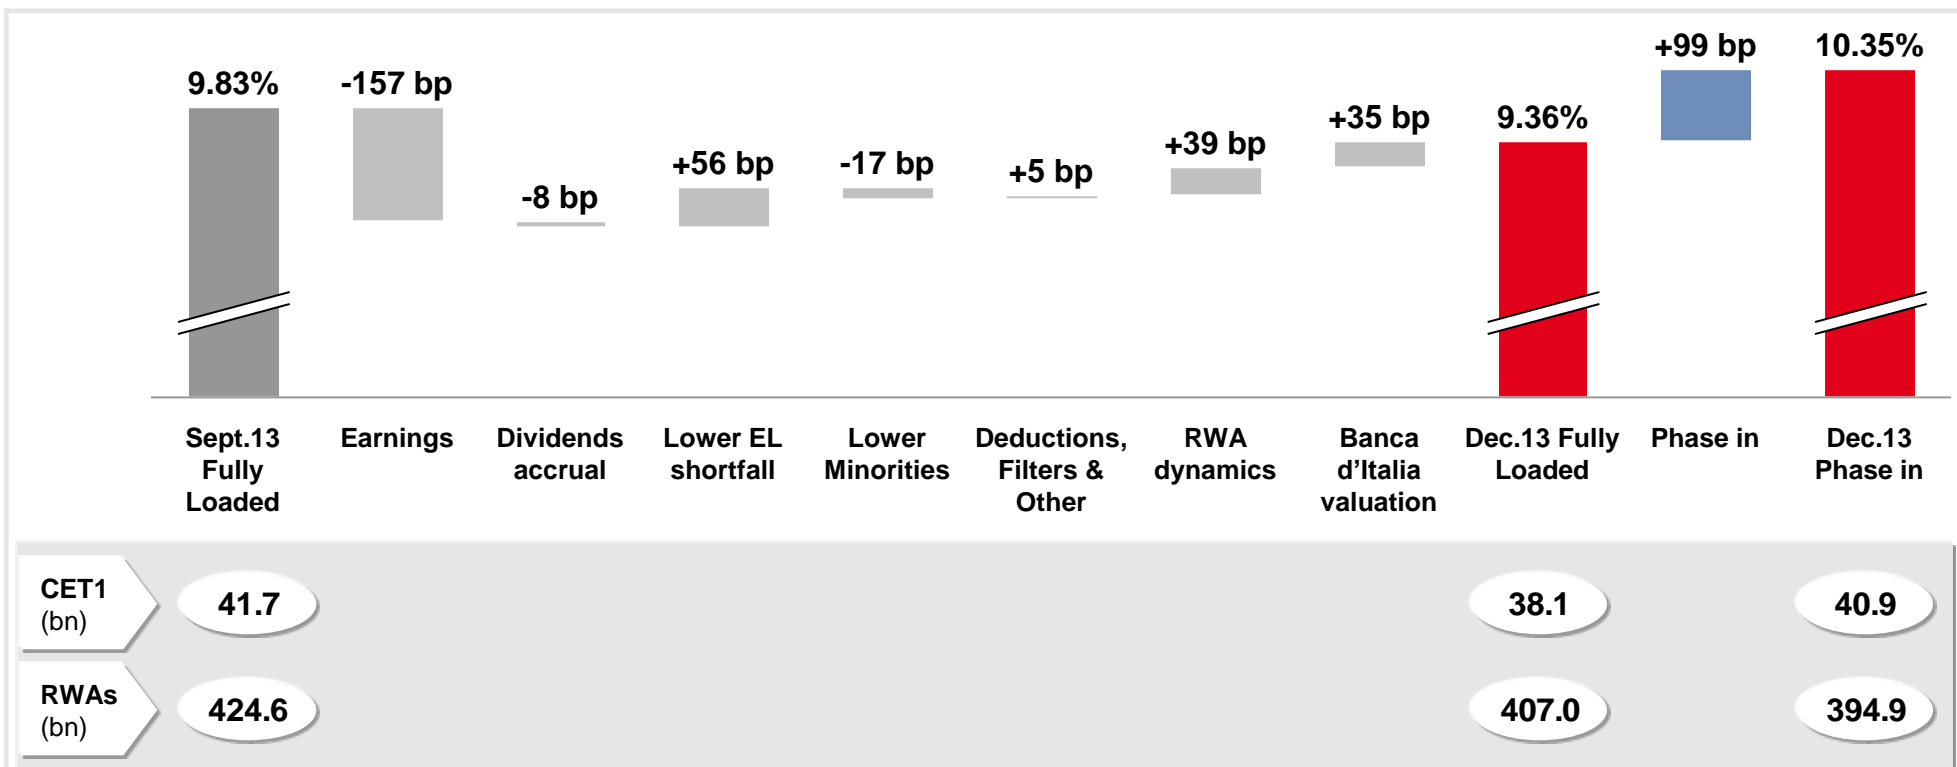 +99 bp
10.35%
9.83%
-157 bp
+35 bp
9.36%
+39 bp
+56 bp
-17 bp
+5 bp
-8 bp
Sept.13
Fully
Loaded
Earnings
Dividends
accrual
Lower EL
shortfall
Lower
Minorities
Deductions,
Filters &
Other
RWA
dynamics
Banca
d’Italia
valuation
Dec.13 Fully
Loaded
Phase in
Dec.13
Phase in
CET1
(bn)
41.7
38.1
40.9
RWAs
(bn)
424.6
407.0
394.9